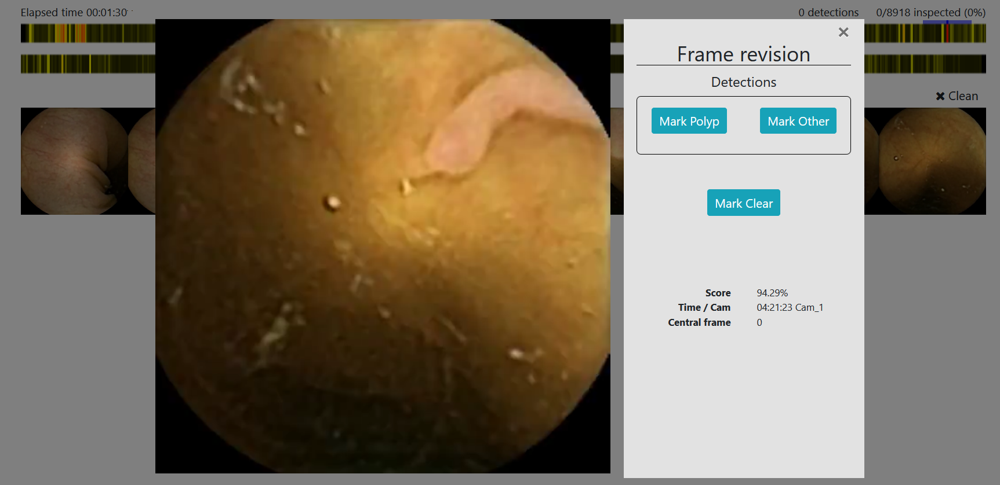 Elapsed time 00:01:30
0 detections 0/8918 inspected (0%)
Frame revision
Detections
✖ Clean
Mark Polyp Mark Other
Mark Clear
Score 94.29%
Time / Cam 04:21:23 Cam_1
Central frame 0